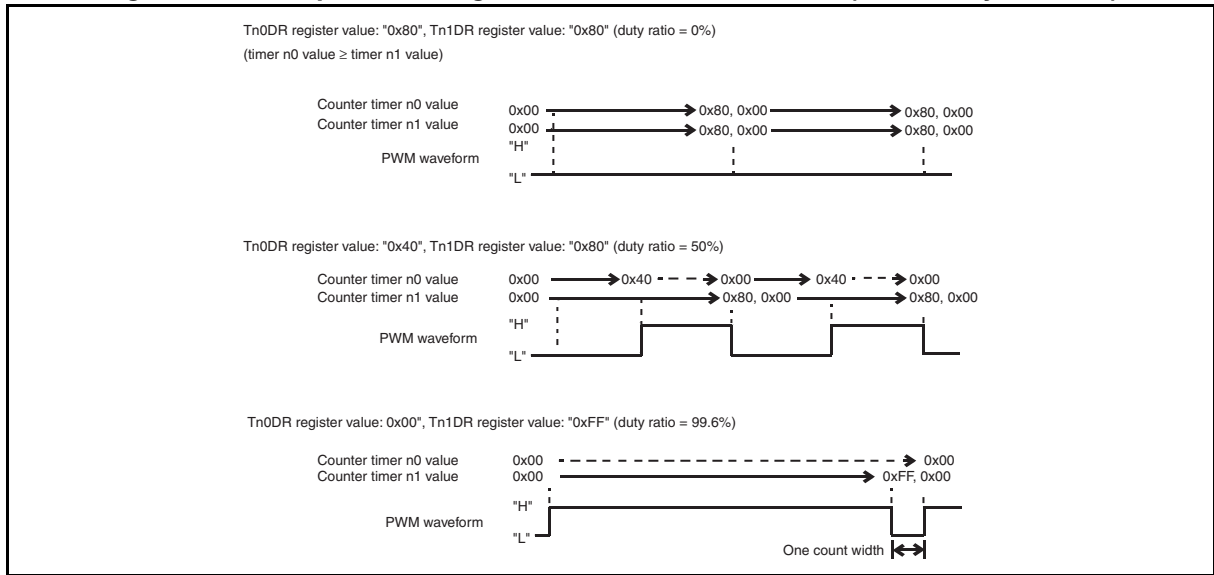 Tn0DR register value: "0x80", Tn1DR register value: "0x80" (duty ratio = 0%)
(timer n0 value ≥ timer n1 value)
Counter timer n0 value 0x00 0x80, 0x00 0x80, 0x00
Counter timer n1 value 0x00 0x80, 0x00 0x80, 0x00
"H"
PWM waveform
"L"
Tn0DR register value: "0x40", Tn1DR register value: "0x80" (duty ratio = 50%)
Counter timer n0 value 0x00 0x40 0x00 0x40 0x00
Counter timer n1 value 0x00 0x80, 0x00 0x80, 0x00
"H"
PWM waveform
"L"
Tn0DR register value: 0x00", Tn1DR register value: "0xFF" (duty ratio = 99.6%)
Counter timer n0 value 0x00 0x00
Counter timer n1 value 0x00 0xFF, 0x00
"H"
PWM waveform
"L"
One count width